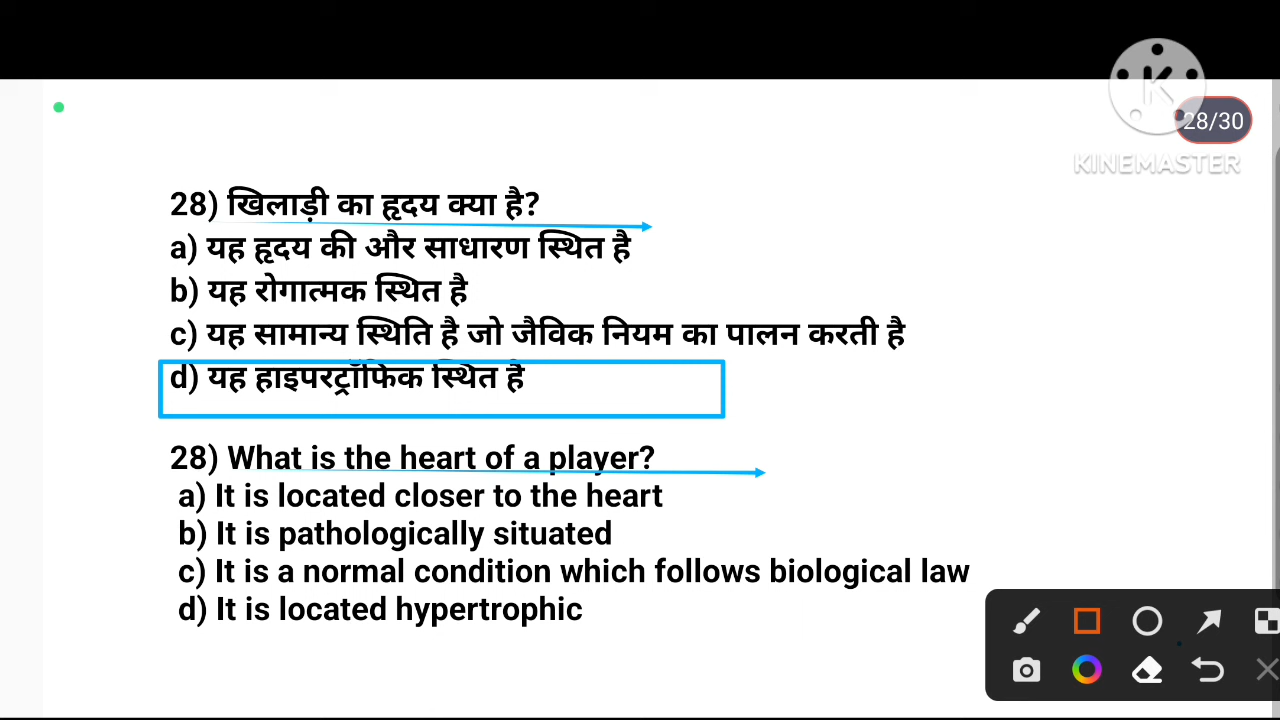 28/30
KINEMASTER
28) खिलाड़ी का हृदय क्या है?
a) यह हृदय की और साधारण स्थित है
b) यह रोगात्मक स्थित है
c) यह सामान्य स्थिति है जो जैविक नियम का पालन करती है
d) यह हाइपरट्रॉफिक स्थित है
28) What is the heart of a player?
a) It is located closer to the heart
b) It is pathologically situated
c) It is a normal condition which follows biological law
d) It is located hypertrophic